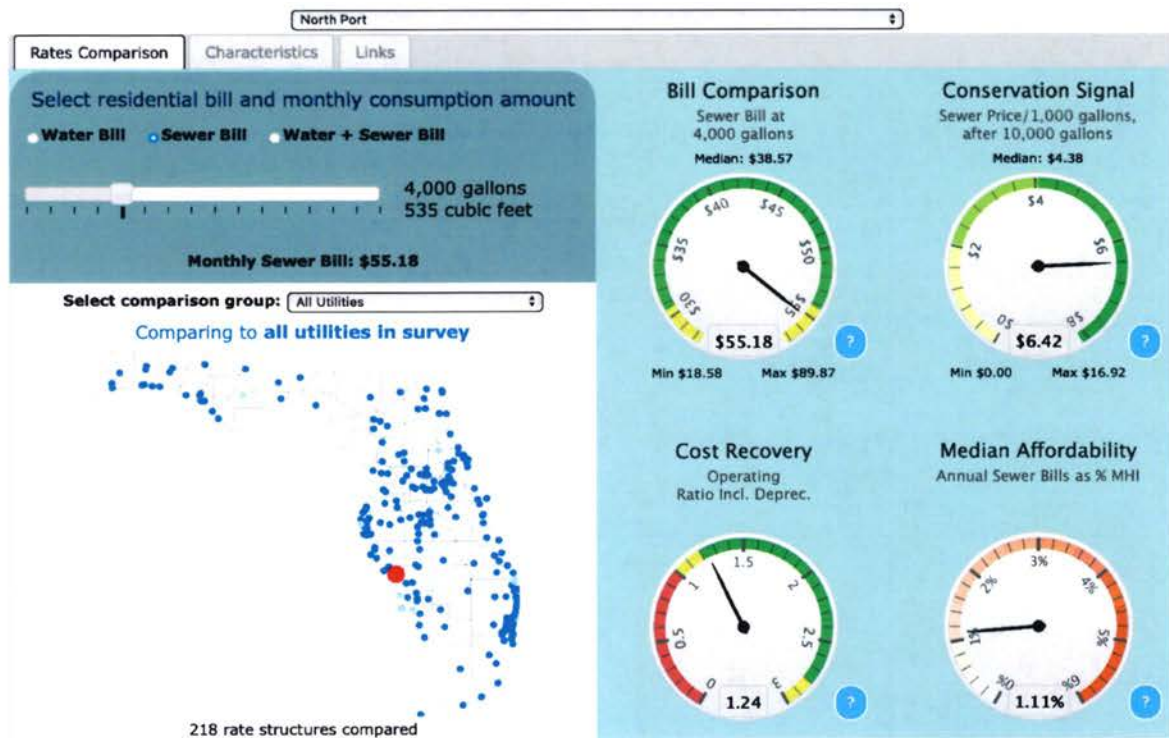 North Port
Rates Comparison
Characteristics
Links
Select residential bill and monthly consumption amount
Water Bill
Sewer Bill
Water + Sewer Bill
4,000 gallons
535 cubic feet
Monthly Sewer Bill: $55.18
Select comparison group:
All Utilities
Comparing to all utilities in survey
218 rate structures compared
Bill Comparison
Sewer Bill at
4,000 gallons
Median: $38.57
$30
$35
$40
$45
$50
$55
$55.18
?
Min $18.58
Max $89.87
Conservation Signal
Sewer Price/1,000 gallons,
after 10,000 gallons
Median: $4.38
$0
$2
$4
$6
$8
$6.42
?
Min $0.00
Max $16.92
Cost Recovery
Operating
Ratio Incl. Deprec.
0
0.5
1
1.5
2
2.5
3
1.24
?
Median Affordability
Annual Sewer Bills as % MHI
0%
1%
2%
3%
4%
5%
6%
1.11%
?